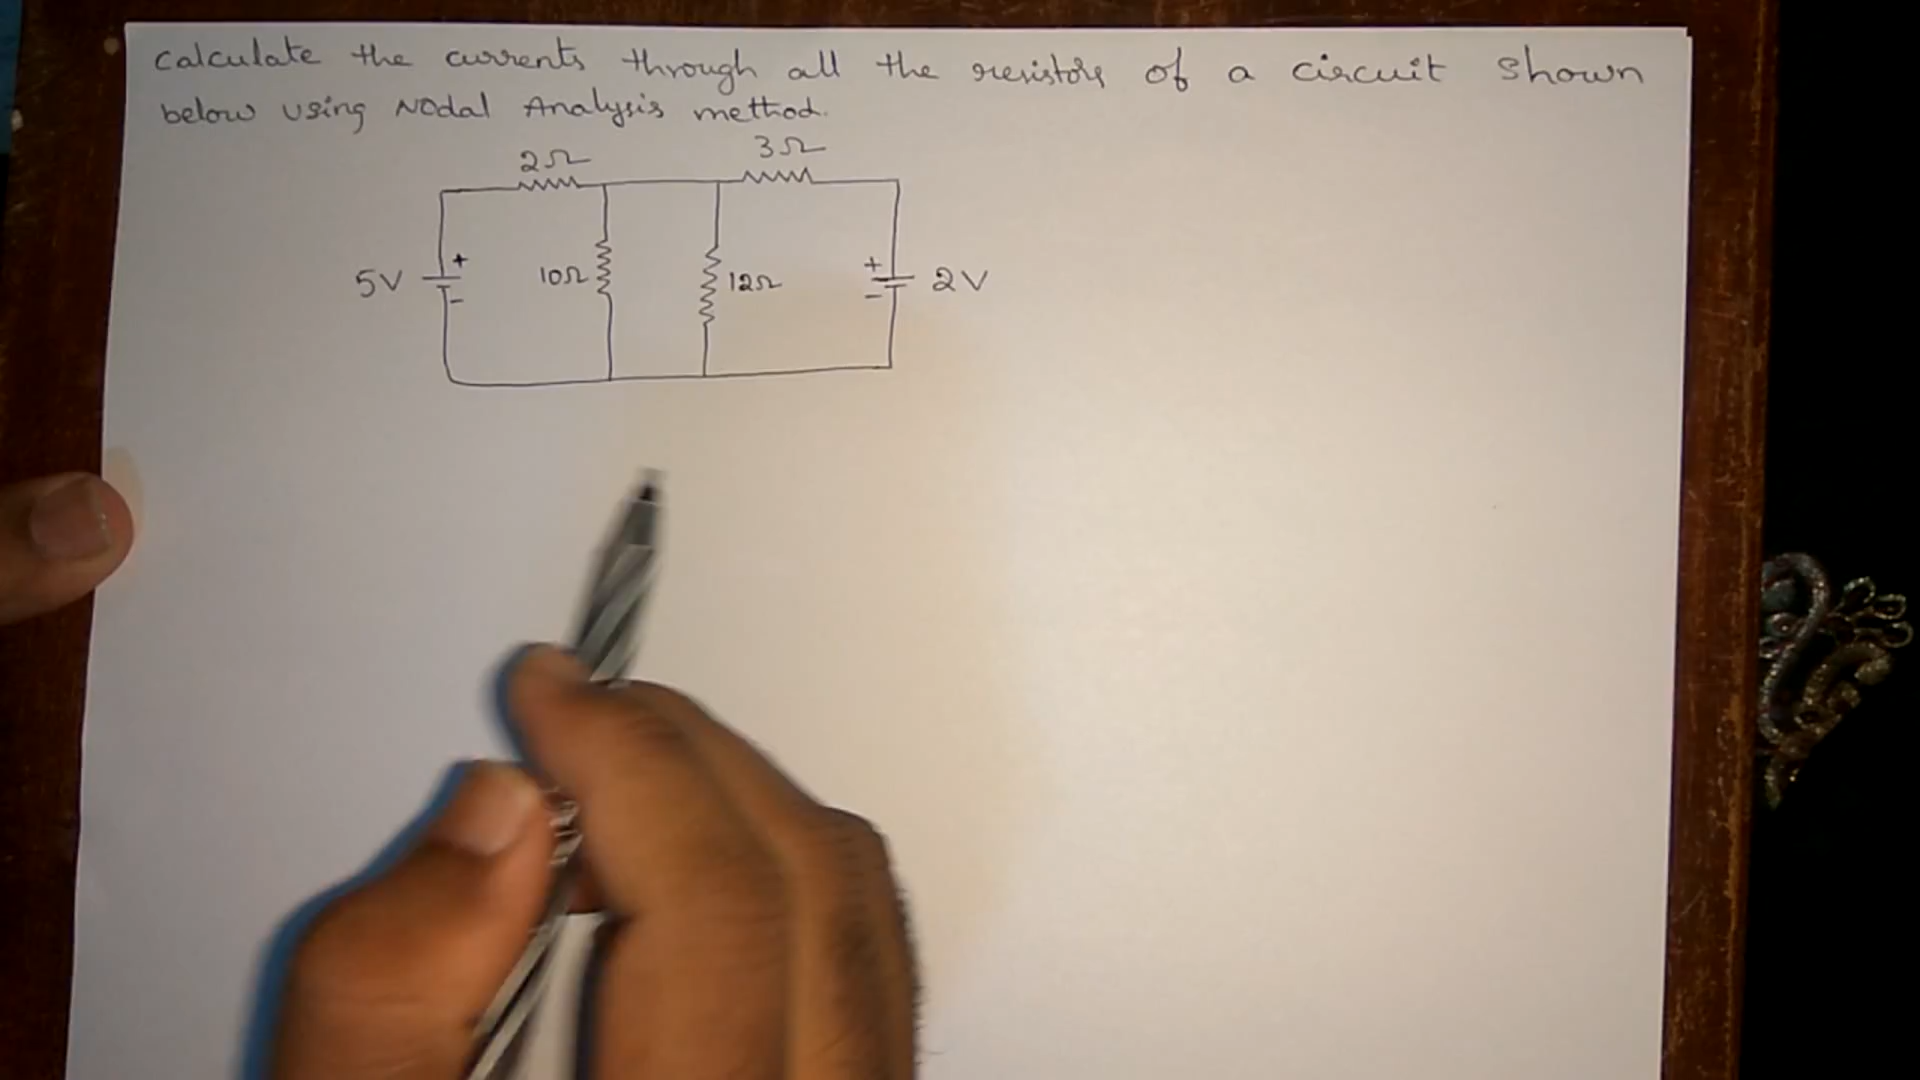 calculate the currents through all the resistors of a circuit shown
below using Nodal Analysis method.
2Ω
3Ω
5V
+
-
10Ω
12Ω
+
-
2V